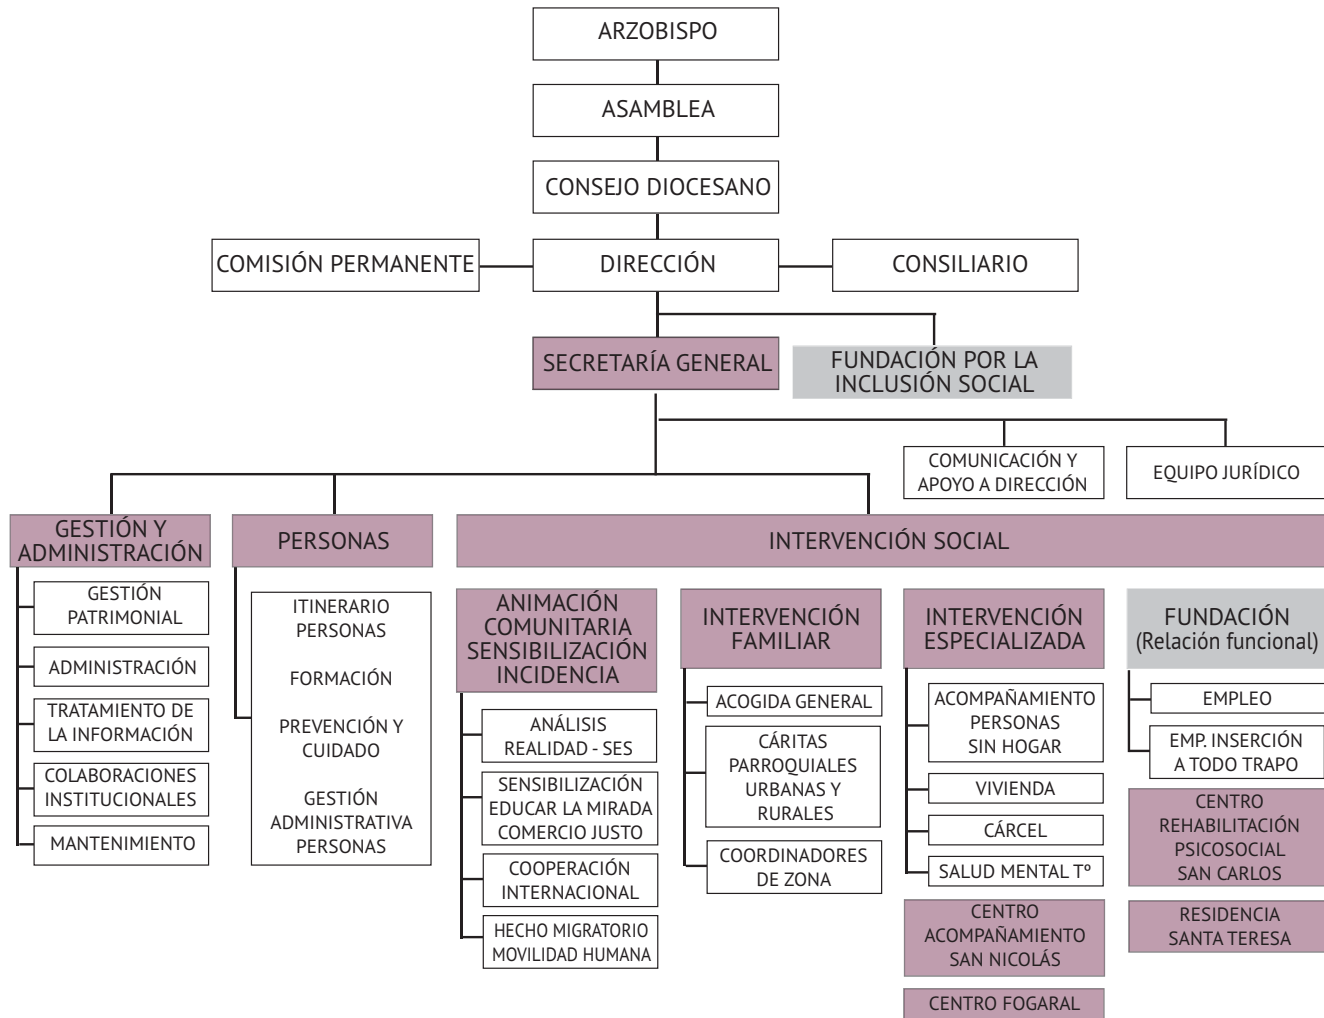 ARZOBISPO
ASAMBLEA
CONSEJO DIOCESANO
COMISIÓN PERMANENTE
DIRECCIÓN
CONSILIARIO
SECRETARÍA GENERAL
FUNDACIÓN POR LA
INCLUSIÓN SOCIAL
COMUNICACIÓN Y
APOYO A DIRECCIÓN
EQUIPO JURÍDICO
GESTIÓN Y
ADMINISTRACIÓN
GESTIÓN
PATRIMONIAL
ADMINISTRACIÓN
TRATAMIENTO DE
LA INFORMACIÓN
COLABORACIONES
INSTITUCIONALES
MANTENIMIENTO
PERSONAS
ITINERARIO
PERSONAS
FORMACIÓN
PREVENCIÓN Y
CUIDADO
GESTIÓN
ADMINISTRATIVA
PERSONAS
INTERVENCIÓN SOCIAL
ANIMACIÓN
COMUNITARIA
SENSIBILIZACIÓN
INCIDENCIA
ANÁLISIS
REALIDAD - SES
SENSIBILIZACIÓN
EDUCAR LA MIRADA
COMERCIO JUSTO
COOPERACIÓN
INTERNACIONAL
HECHO MIGRATORIO
MOVILIDAD HUMANA
INTERVENCIÓN
FAMILIAR
ACOGIDA GENERAL
CÁRITAS
PARROQUIALES
URBANAS Y
RURALES
COORDINADORES
DE ZONA
INTERVENCIÓN
ESPECIALIZADA
ACOMPAÑAMIENTO
PERSONAS
SIN HOGAR
VIVIENDA
CÁRCEL
SALUD MENTAL Tº
CENTRO
ACOMPAÑAMIENTO
SAN NICOLÁS
CENTRO FOGARAL
FUNDACIÓN
(Relación funcional)
EMPLEO
EMP. INSERCIÓN
A TODO TRAPO
CENTRO
REHABILITACIÓN
PSICOSOCIAL
SAN CARLOS
RESIDENCIA
SANTA TERESA